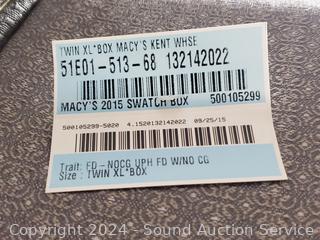 TWIN XL*BOX MACY'S KENT WHSE
51E01-513-68 132142022
MACY'S 2015 SWATCH BOX 500105299
500105299-5020 4.1520132142022 09/25/15
Trait: FD - NOCG UPH FD W/NO CG
Size : TWIN XL*BOX
Copyright 2024 - Sound Auction Service